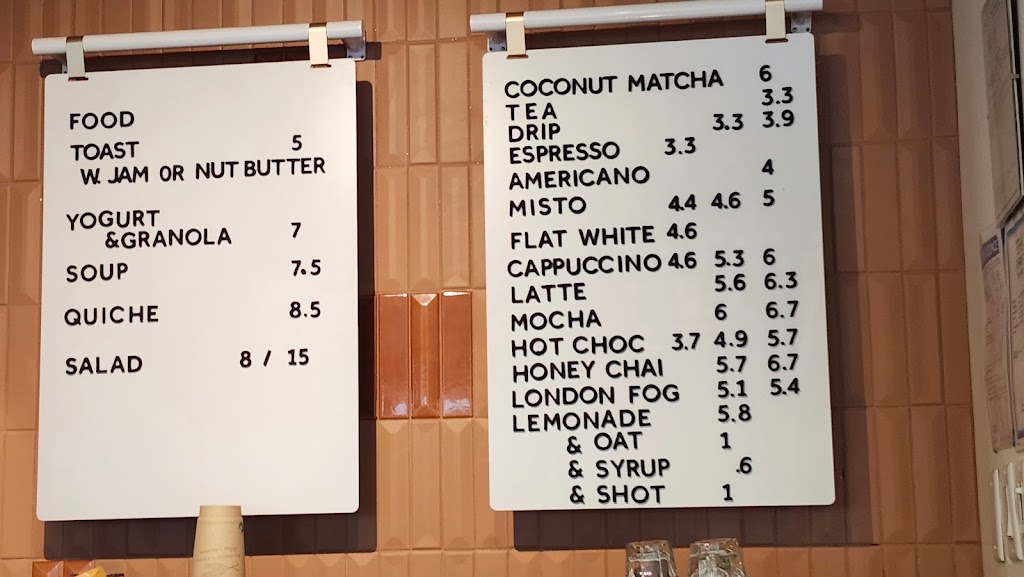 FOOD
TOAST 5
W. JAM OR NUT BUTTER
YOGURT
&GRANOLA 7
SOUP 7.5
QUICHE 8.5
SALAD 8 / 15
COCONUT MATCHA 6
TEA 3.3
DRIP 3.3 3.9
ESPRESSO 3.3
AMERICANO 4
MISTO 4.4 4.6 5
FLAT WHITE 4.6
CAPPUCCINO 4.6 5.3 6
LATTE 5.6 6.3
MOCHA 6 6.7
HOT CHOC 3.7 4.9 5.7
HONEY CHAI 5.7 6.7
LONDON FOG 5.1 5.4
LEMONADE 5.8
& OAT 1
& SYRUP .6
& SHOT 1